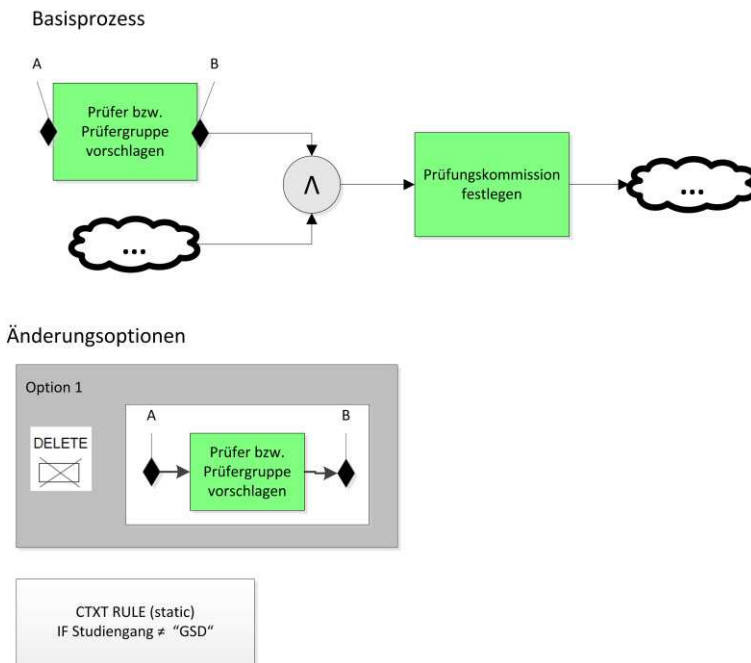 Basisprozess
A
B
Prüfer bzw.
Prüfergruppe
vorschlagen
Λ
Prüfungskommission
festlegen
...
...
Änderungsoptionen
Option 1
DELETE
A
B
Prüfer bzw.
Prüfergruppe
vorschlagen
CTXT RULE (static)
IF Studiengang ≠ “GSD“